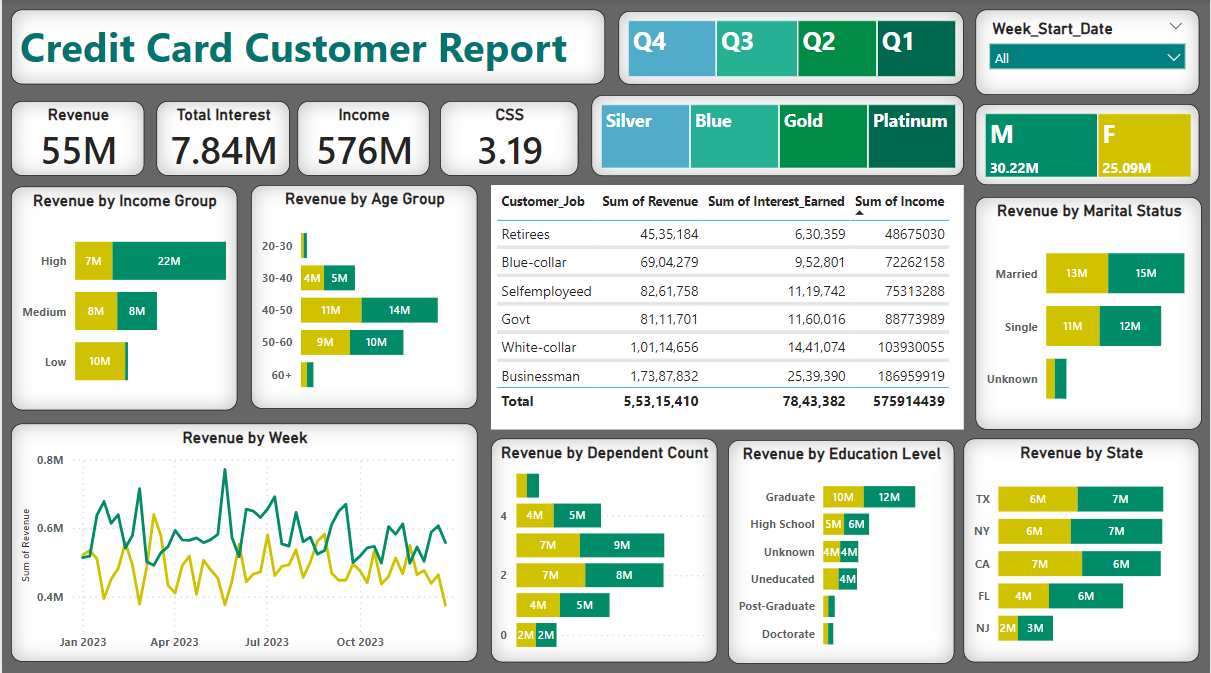 Credit Card Customer Report
Q4 Q3 Q2 Q1
Week_Start_Date
All
Revenue
55M
Total Interest
7.84M
Income
576M
CSS
3.19
Silver Blue Gold Platinum
M
30.22M
F
25.09M
Revenue by Income Group
High 7M 22M
Medium 8M 8M
Low 10M
Revenue by Age Group
20-30
30-40 4M 5M
40-50 11M 14M
50-60 9M 10M
60+
Customer_Job Sum of Revenue Sum of Interest_Earned Sum of Income
Retirees 45,35,184 6,30,359 48675030
Blue-collar 69,04,279 9,52,801 72262158
Selfemployeed 82,61,758 11,19,742 75313288
Govt 81,11,701 11,60,016 88773989
White-collar 1,01,14,656 14,41,074 103930055
Businessman 1,73,87,832 25,39,390 186959919
Total 5,53,15,410 78,43,382 575914439
Revenue by Marital Status
Married 13M 15M
Single 11M 12M
Unknown
Revenue by Week
Sum of Revenue
0.8M
0.6M
0.4M
Jan 2023 Apr 2023 Jul 2023 Oct 2023
Revenue by Dependent Count
4 4M 5M
7M 9M
2 7M 8M
4M 5M
0 2M 2M
Revenue by Education Level
Graduate 10M 12M
High School 5M 6M
Unknown 4M 4M
Uneducated 4M
Post-Graduate
Doctorate
Revenue by State
TX 6M 7M
NY 6M 7M
CA 7M 6M
FL 4M 6M
NJ 2M 3M